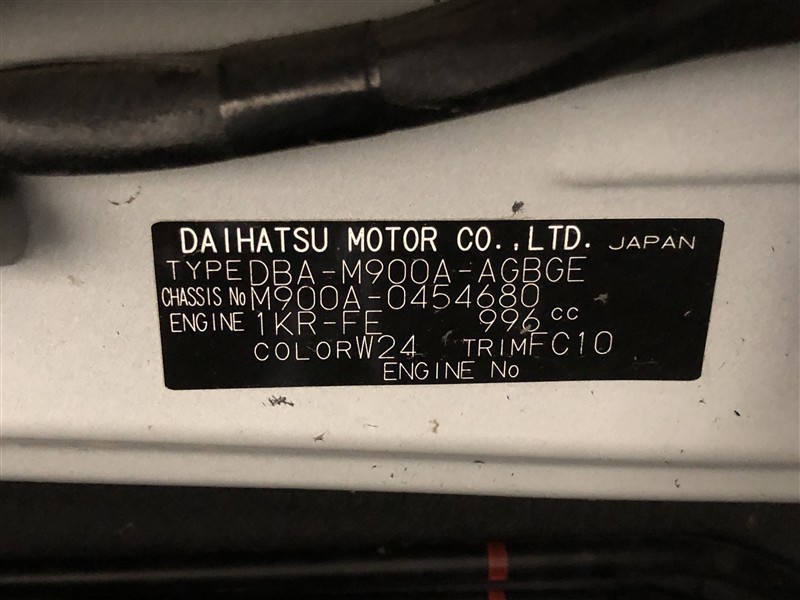 DAIHATSU MOTOR CO.,LTD. JAPAN
TYPE DBA-M900A-AGBGE
CHASSIS No M900A-0454680
ENGINE 1KR-FE 996 cc
COLOR W24 TRIM FC10
ENGINE No